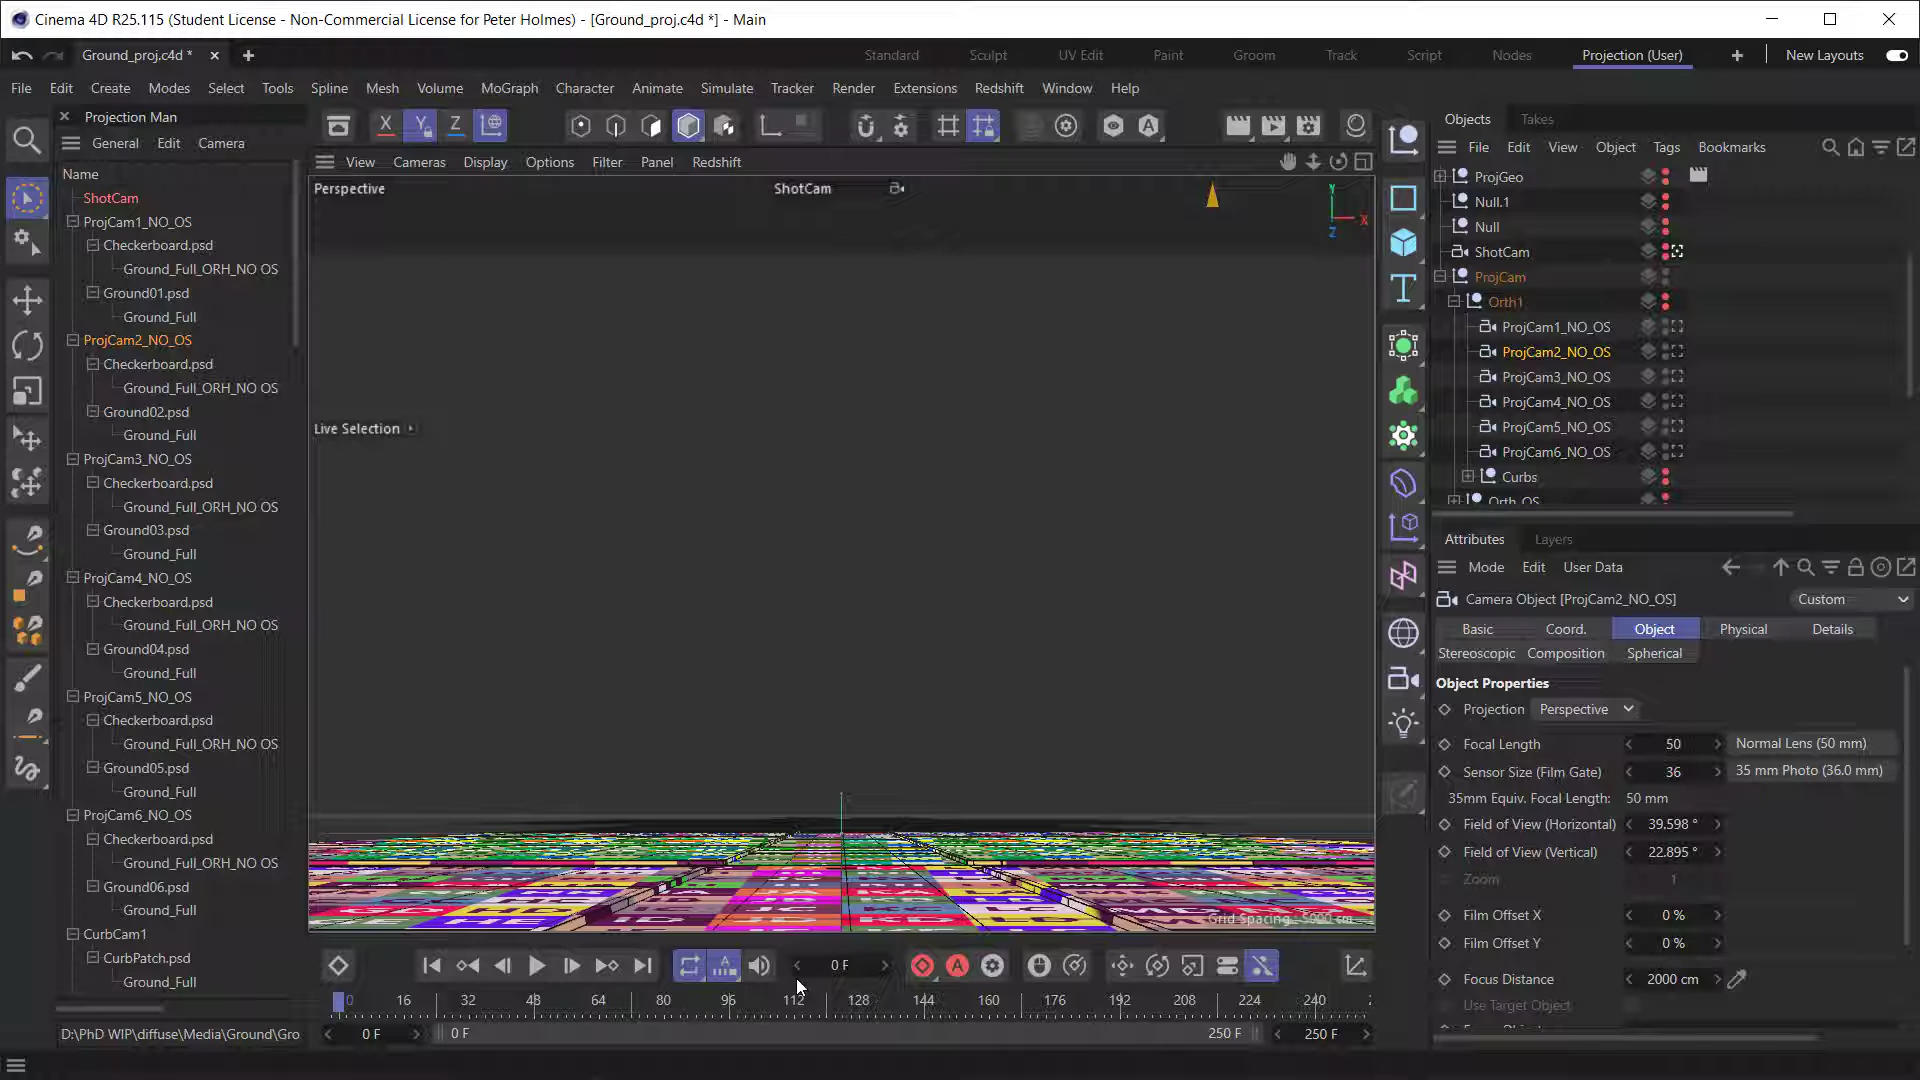 Cinema 4D R25.115 (Student License - Non-Commercial License for Peter Holmes) - [Ground_proj.c4d *] - Main
Ground_proj.c4d *
Standard
Sculpt
UV Edit
Paint
Groom
Track
Script
Nodes
Projection (User)
New Layouts
File
Edit
Create
Modes
Select
Tools
Spline
Mesh
Volume
MoGraph
Character
Animate
Simulate
Tracker
Render
Extensions
Redshift
Window
Help
Projection Man
General
Edit
Camera
Name
ShotCam
ProjCam1_NO_OS
Checkerboard.psd
Ground_Full_ORH_NO OS
Ground01.psd
Ground_Full
ProjCam2_NO_OS
Checkerboard.psd
Ground_Full_ORH_NO OS
Ground02.psd
Ground_Full
ProjCam3_NO_OS
Checkerboard.psd
Ground_Full_ORH_NO OS
Ground03.psd
Ground_Full
ProjCam4_NO_OS
Checkerboard.psd
Ground_Full_ORH_NO OS
Ground04.psd
Ground_Full
ProjCam5_NO_OS
Checkerboard.psd
Ground_Full_ORH_NO OS
Ground05.psd
Ground_Full
ProjCam6_NO_OS
Checkerboard.psd
Ground_Full_ORH_NO OS
Ground06.psd
Ground_Full
CurbCam1
CurbPatch.psd
Ground_Full
D:\PhD WIP\diffuse\Media\Ground\Gro
X
Y
Z
View
Cameras
Display
Options
Filter
Panel
Redshift
Perspective
ShotCam
Y
X
Z
Live Selection
Grid Spacing : 5000 cm
0 F
0
16
32
48
64
80
96
112
128
144
160
176
192
208
224
240
0 F
0 F
250 F
250 F
Objects
Takes
File
Edit
View
Object
Tags
Bookmarks
ProjGeo
Null.1
Null
ShotCam
ProjCam
Orth1
ProjCam1_NO_OS
ProjCam2_NO_OS
ProjCam3_NO_OS
ProjCam4_NO_OS
ProjCam5_NO_OS
ProjCam6_NO_OS
Curbs
Orth_OS
Attributes
Layers
Mode
Edit
User Data
Camera Object [ProjCam2_NO_OS]
Custom
Basic
Coord.
Object
Physical
Details
Stereoscopic
Composition
Spherical
Object Properties
Projection
Perspective
Focal Length
50
Normal Lens (50 mm)
Sensor Size (Film Gate)
36
35 mm Photo (36.0 mm)
35mm Equiv. Focal Length:
50 mm
Field of View (Horizontal)
39.598 °
Field of View (Vertical)
22.895 °
Zoom
1
Film Offset X
0 %
Film Offset Y
0 %
Focus Distance
2000 cm
Use Target Object